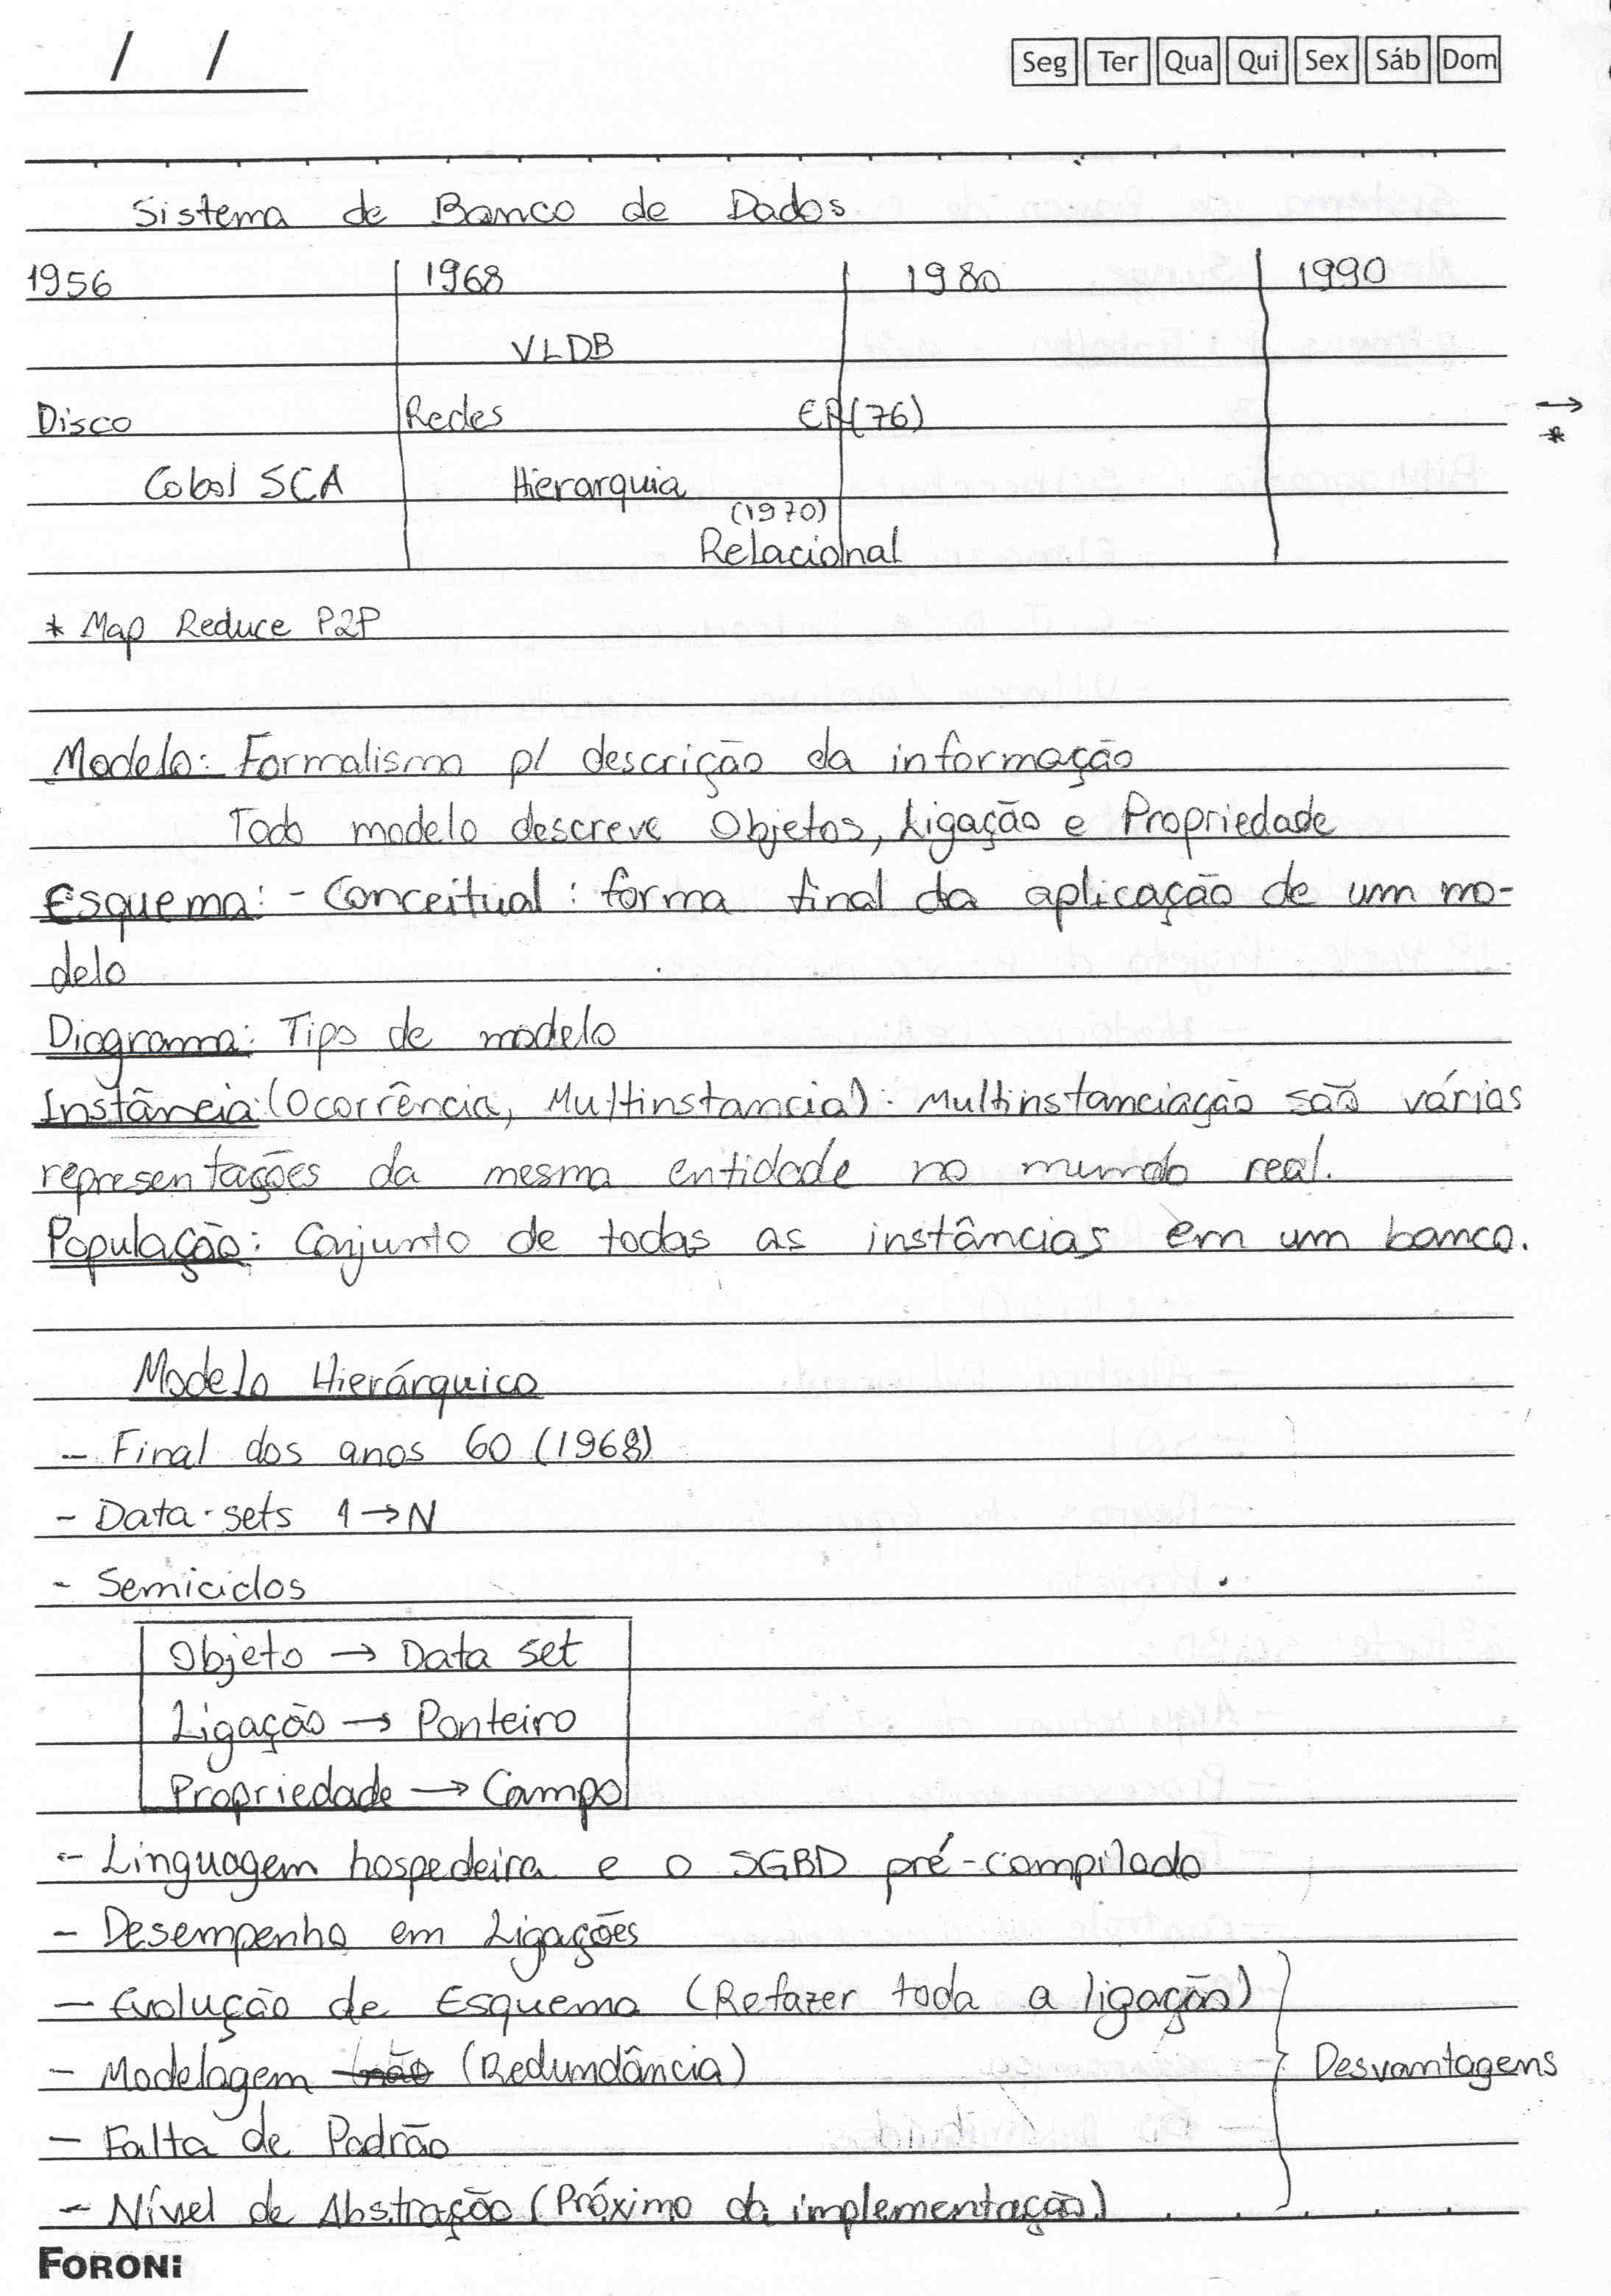 / /
Seg Ter Qua Qui Sex Sáb Dom
Sistema de Banco de Dados
1956 1968 1980 1990
VLDB
Disco Redes ER(76) →
*
Cobol SCA Hierarquia
(1970)
Relacional
* Map Reduce P2P
Modelo: Formalismo p/ descrição da informação
Todo modelo descreve Objetos, Ligação e Propriedade
Esquema: - Conceitual: forma final da aplicação de um mo-
delo
Diagrama: Tips de modelo
Instância: (Ocorrência, Multinstancia): Multinstanciação são várias
representações da mesma entidade no mundo real.
População: Conjunto de todas as instâncias em um banco.
Modelo Hierárquico
- Final dos anos 60 (1968)
- Data-sets 1→N
- Semiciclos
Objeto → Data set
Ligação → Ponteiro
Propriedade → Campo
- Linguagem hospedeira e o SGBD pré-compilado
- Desempenho em Ligações
- Evolução de Esquema (Refazer toda a ligação)
- Modelagem (Redundância) Desvantagens
- Falta de Padrão
- Nível de Abstração (Próximo da implementação)
FORONI